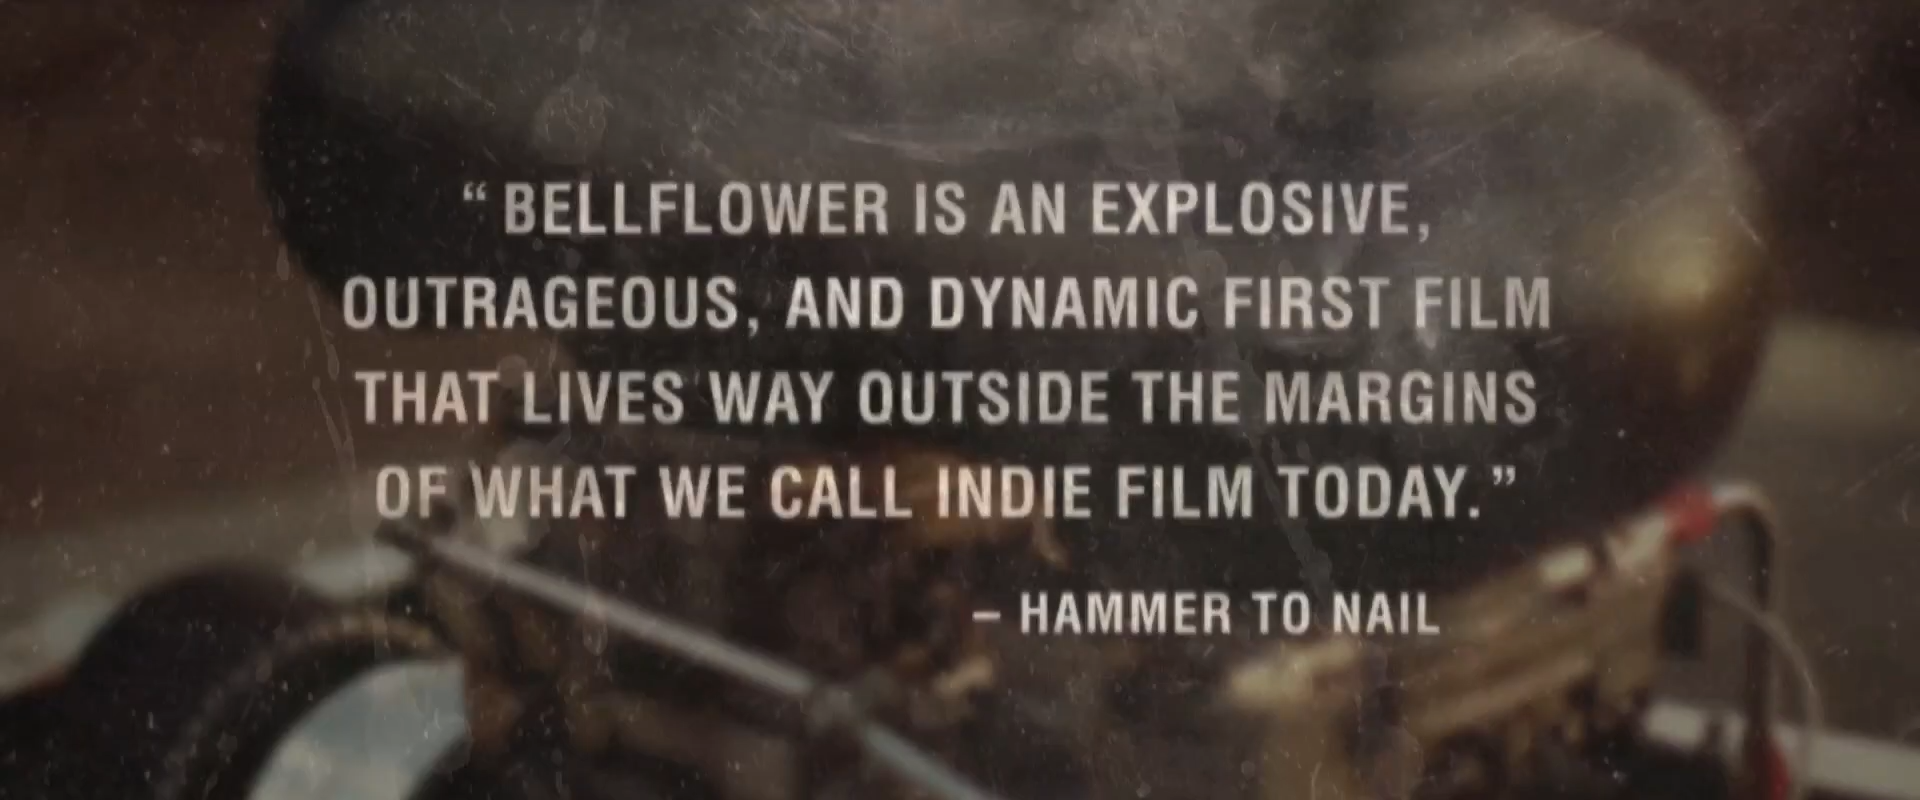 “ BELLFLOWER IS AN EXPLOSIVE,
OUTRAGEOUS, AND DYNAMIC FIRST FILM
THAT LIVES WAY OUTSIDE THE MARGINS
OF WHAT WE CALL INDIE FILM TODAY.”
– HAMMER TO NAIL